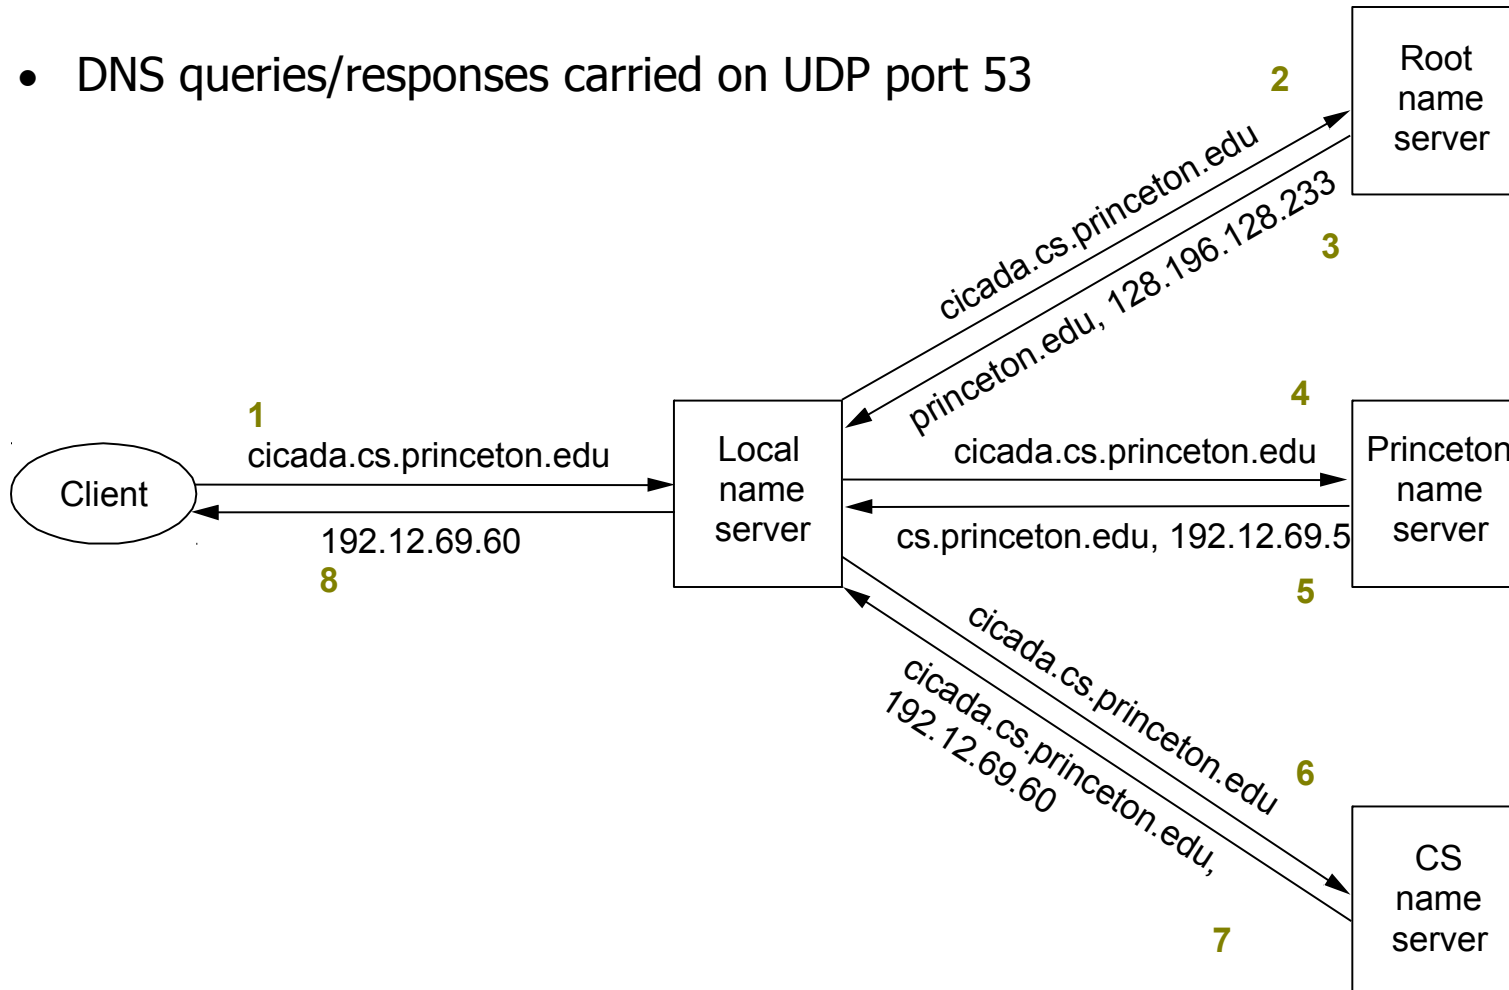 • DNS queries/responses carried on UDP port 53
2
Root
name
server
cicada.cs.princeton.edu
princeton.edu, 128.196.128.233
3
1
cicada.cs.princeton.edu
Client
192.12.69.60
8
Local
name
server
4
cicada.cs.princeton.edu
cs.princeton.edu, 192.12.69.5
5
Princeton
name
server
cicada.cs.princeton.edu
6
cicada.cs.princeton.edu,
192.12.69.60
7
CS
name
server